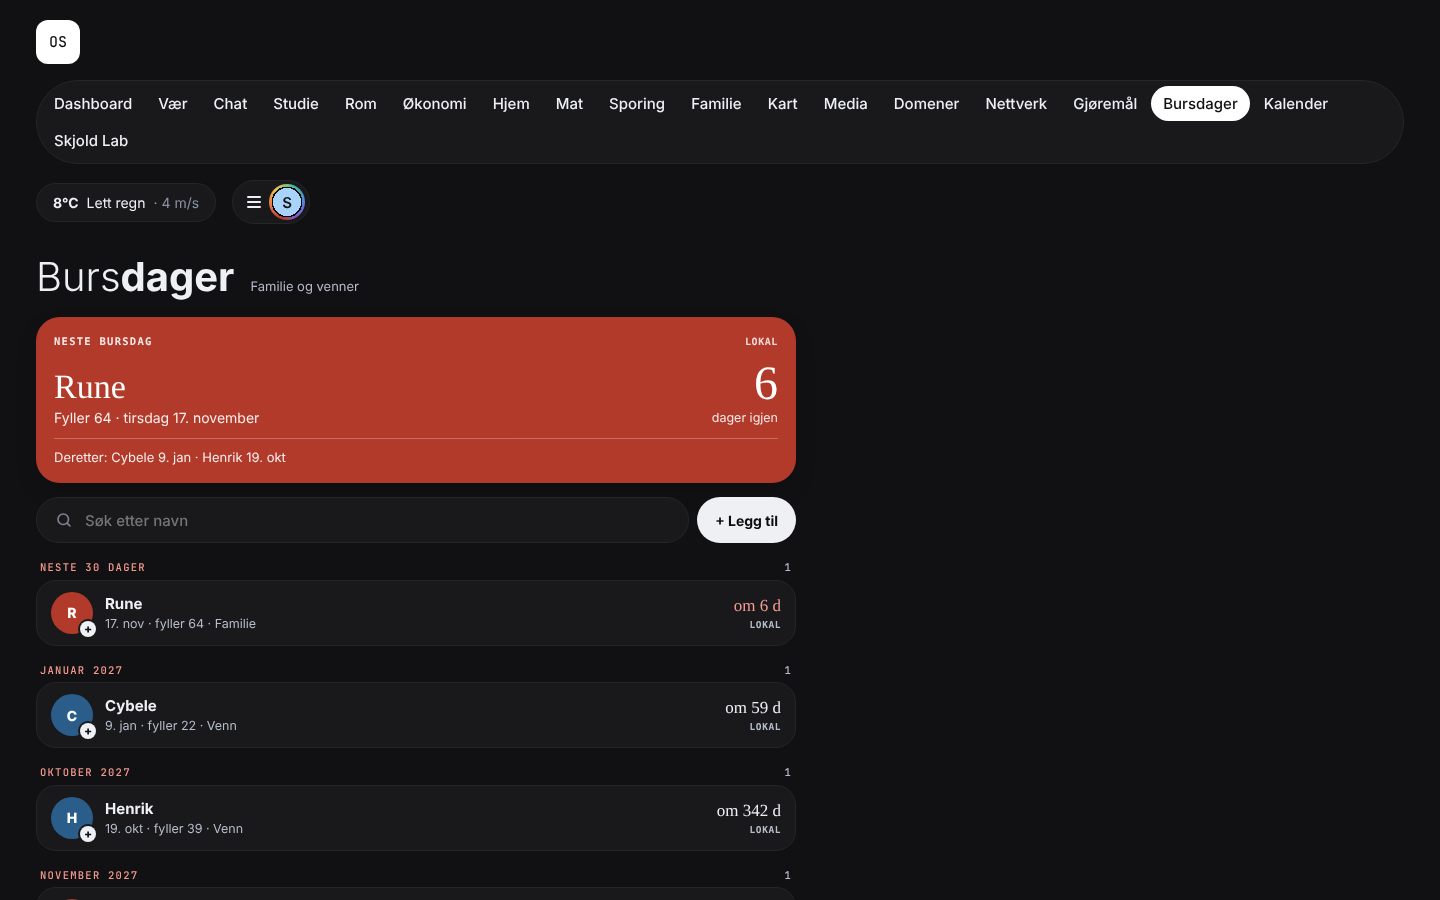 OS
Dashboard Vær Chat Studie Rom Økonomi Hjem Mat Sporing Familie Kart Media Domener Nettverk Gjøremål Bursdager Kalender
Skjold Lab
8°C Lett regn · 4 m/s
S
Bursdager Familie og venner
NESTE BURSDAG LOKAL
Rune 6
Fyller 64 · tirsdag 17. november dager igjen
Deretter: Cybele 9. jan · Henrik 19. okt
Søk etter navn + Legg til
NESTE 30 DAGER 1
R + Rune om 6 d
17. nov · fyller 64 · Familie LOKAL
JANUAR 2027 1
C + Cybele om 59 d
9. jan · fyller 22 · Venn LOKAL
OKTOBER 2027 1
H + Henrik om 342 d
19. okt · fyller 39 · Venn LOKAL
NOVEMBER 2027 1